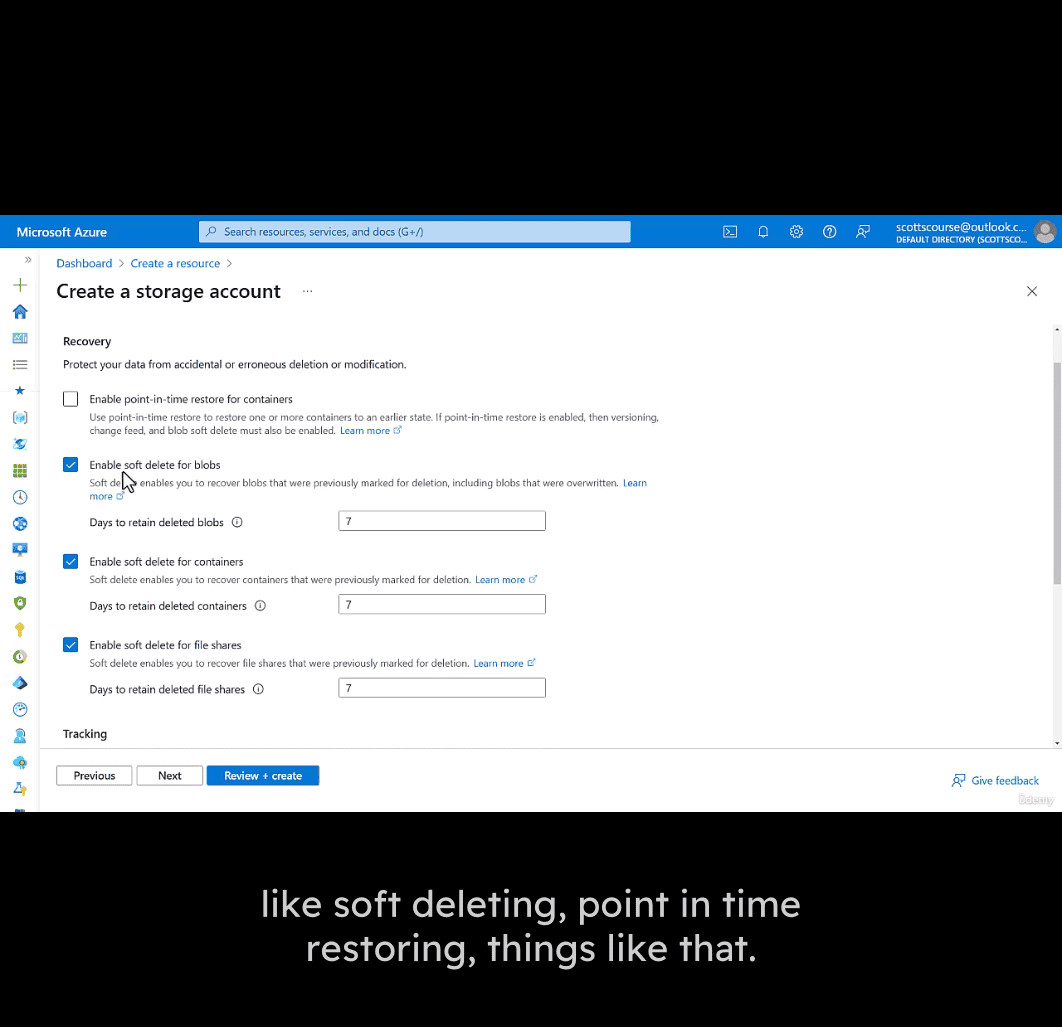 Microsoft Azure
Search resources, services, and docs (G+/)
scottscourse@outlook.c...
DEFAULT DIRECTORY (SCOTTSCO...
Dashboard > Create a resource >
Create a storage account ...
Recovery
Protect your data from accidental or erroneous deletion or modification.
Enable point-in-time restore for containers
Use point-in-time restore to restore one or more containers to an earlier state. If point-in-time restore is enabled, then versioning,
change feed, and blob soft delete must also be enabled. Learn more
Enable soft delete for blobs
Soft enables you to recover blobs that were previously marked for deletion, including blobs that were overwritten. Learn
more
Days to retain deleted blobs 7
Enable soft delete for containers
Soft delete enables you to recover containers that were previously marked for deletion. Learn more
Days to retain deleted containers 7
Enable soft delete for file shares
Soft delete enables you to recover file shares that were previously marked for deletion. Learn more
Days to retain deleted file shares 7
Tracking
Previous Next Review + create
Give feedback
ûdemy
like soft deleting, point in time
restoring, things like that.